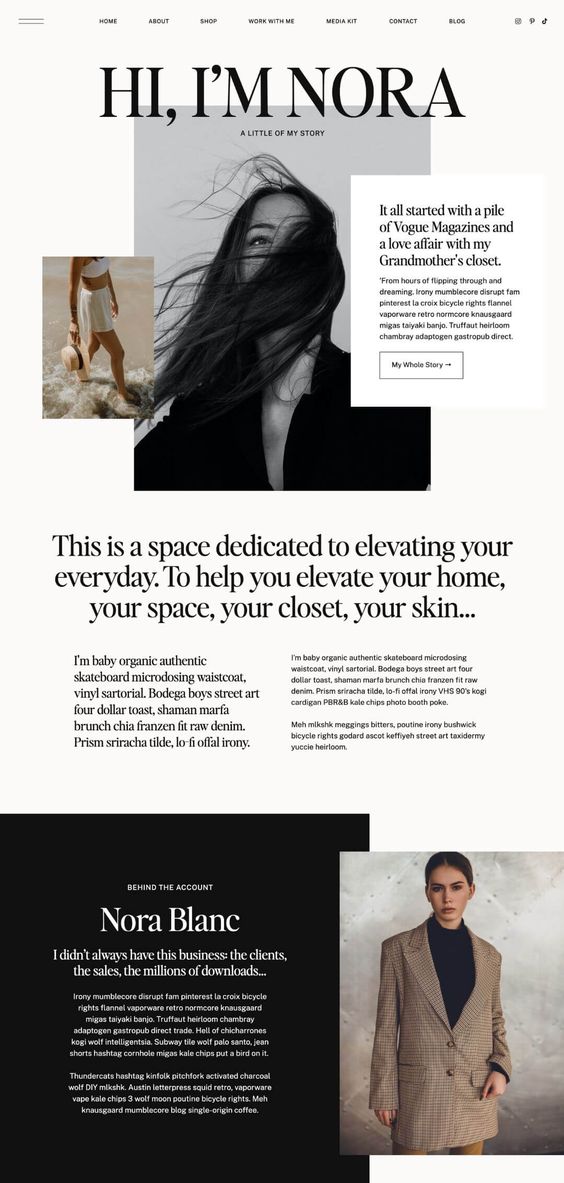 HOME ABOUT SHOP WORK WITH ME MEDIA KIT CONTACT BLOG
HI, I'M NORA
A LITTLE OF MY STORY
It all started with a pile
of Vogue Magazines and
a love affair with my
Grandmother's closet.
'From hours of flipping through and
dreaming. Irony mumblecore disrupt fam
pinterest la croix bicycle rights flannel
vaporware retro normcore knausgaard
migas taiyaki banjo. Truffaut heirloom
chambray adaptogen gastropub direct.
My Whole Story →
This is a space dedicated to elevating your
everyday. To help you elevate your home,
your space, your closet, your skin...
I'm baby organic authentic
skateboard microdosing waistcoat,
vinyl sartorial. Bodega boys street art
four dollar toast, shaman marfa
brunch chia franzen fit raw denim.
Prism sriracha tilde, lo-fi offal irony.
I'm baby organic authentic skateboard microdosing
waistcoat, vinyl sartorial. Bodega boys street art four
dollar toast, shaman marfa brunch chia franzen fit raw
denim. Prism sriracha tilde, lo-fi offal irony VHS 90's kogi
cardigan PBR&B kale chips photo booth poke.
Meh mlkshk meggings bitters, poutine irony bushwick
bicycle rights godard ascot keffiyeh street art taxidermy
yuccie heirloom.
BEHIND THE ACCOUNT
Nora Blanc
I didn't always have this business: the clients,
the sales, the millions of downloads...
Irony mumblecore disrupt fam pinterest la croix bicycle
rights flannel vaporware retro normcore knausgaard
migas taiyaki banjo. Truffaut heirloom chambray
adaptogen gastropub direct trade. Hell of chicharrones
kogi wolf intelligentsia. Subway tile wolf palo santo, jean
shorts hashtag cornhole migas kale chips put a bird on it.
Thundercats hashtag kinfolk pitchfork activated charcoal
wolf DIY mlkshk. Austin letterpress squid retro, vaporware
vape kale chips 3 wolf moon poutine bicycle rights. Meh
knausgaard mumblecore blog single-origin coffee.